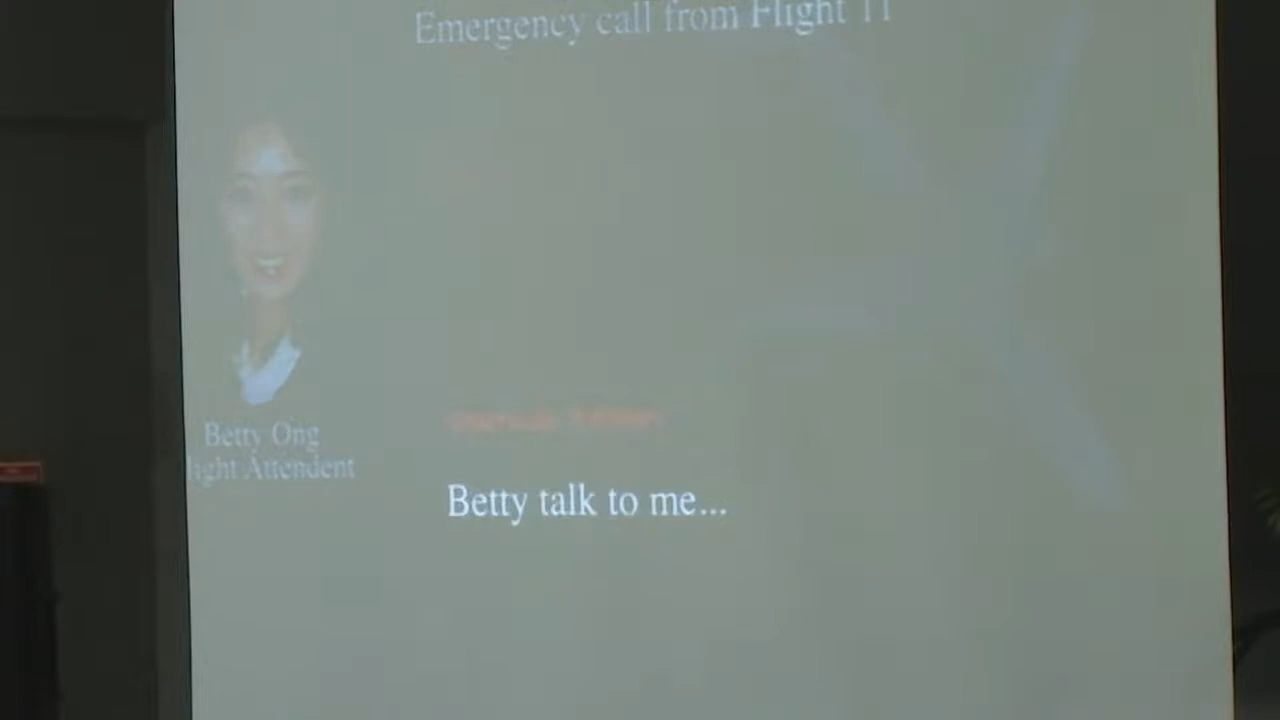 Emergency call from Flight 11
Betty Ong
light Attendent
Betty talk to me...